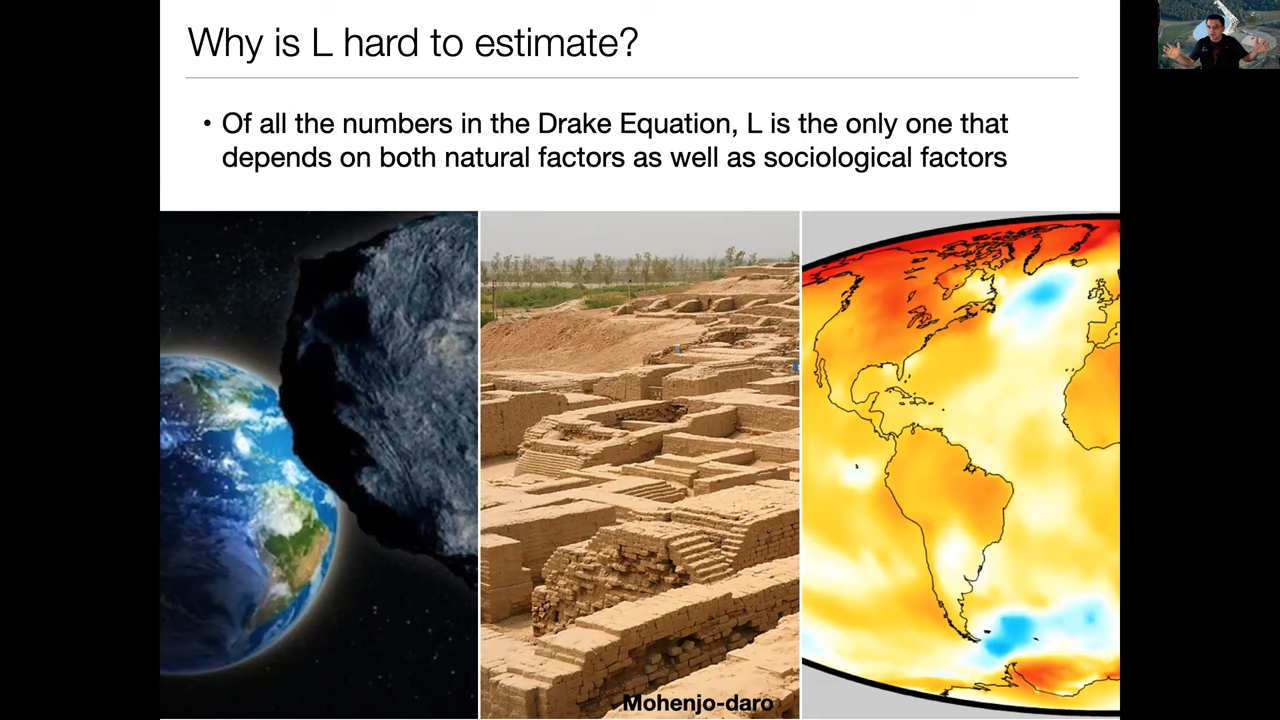 Why is L hard to estimate?
• Of all the numbers in the Drake Equation, L is the only one that
depends on both natural factors as well as sociological factors
Mohenjo-daro